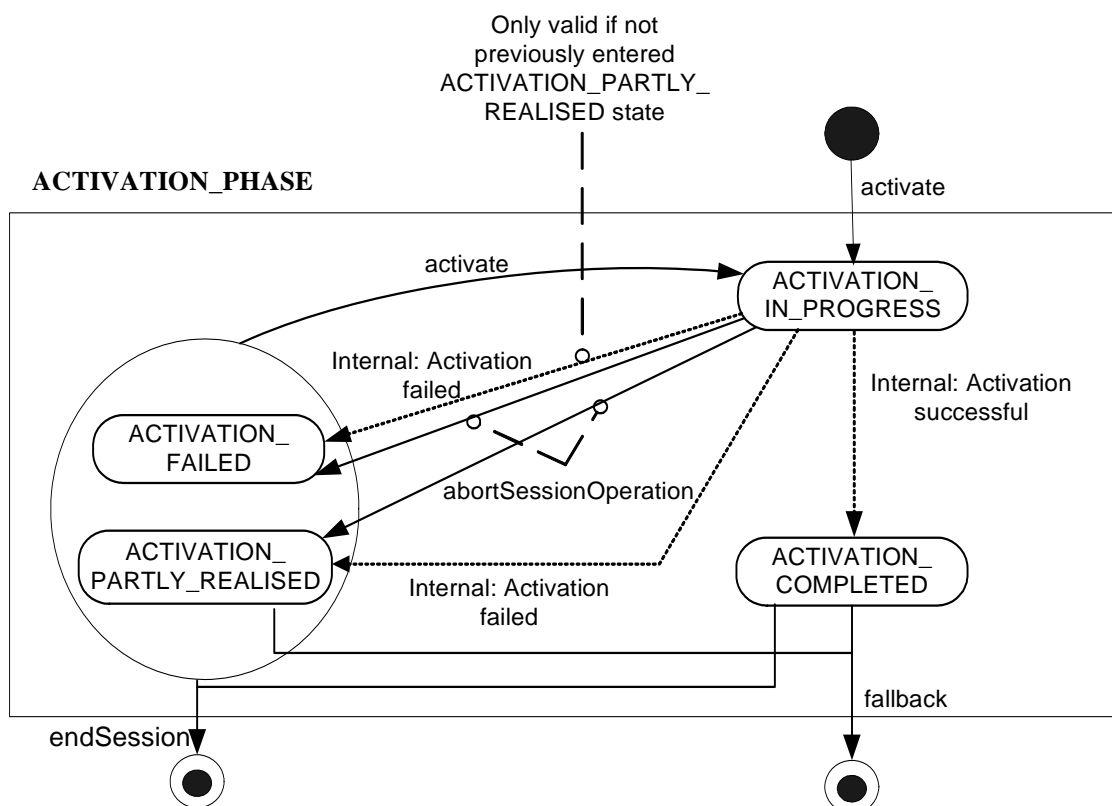 Only valid if not
previously entered
ACTIVATION_PARTLY_
REALISED state
ACTIVATION_PHASE
activate
activate
ACTIVATION_
IN_PROGRESS
Internal: Activation
failed
Internal: Activation
successful
ACTIVATION_
FAILED
abortSessionOperation
ACTIVATION_
PARTLY_REALISED
ACTIVATION_
COMPLETED
Internal: Activation
failed
fallback
endSession